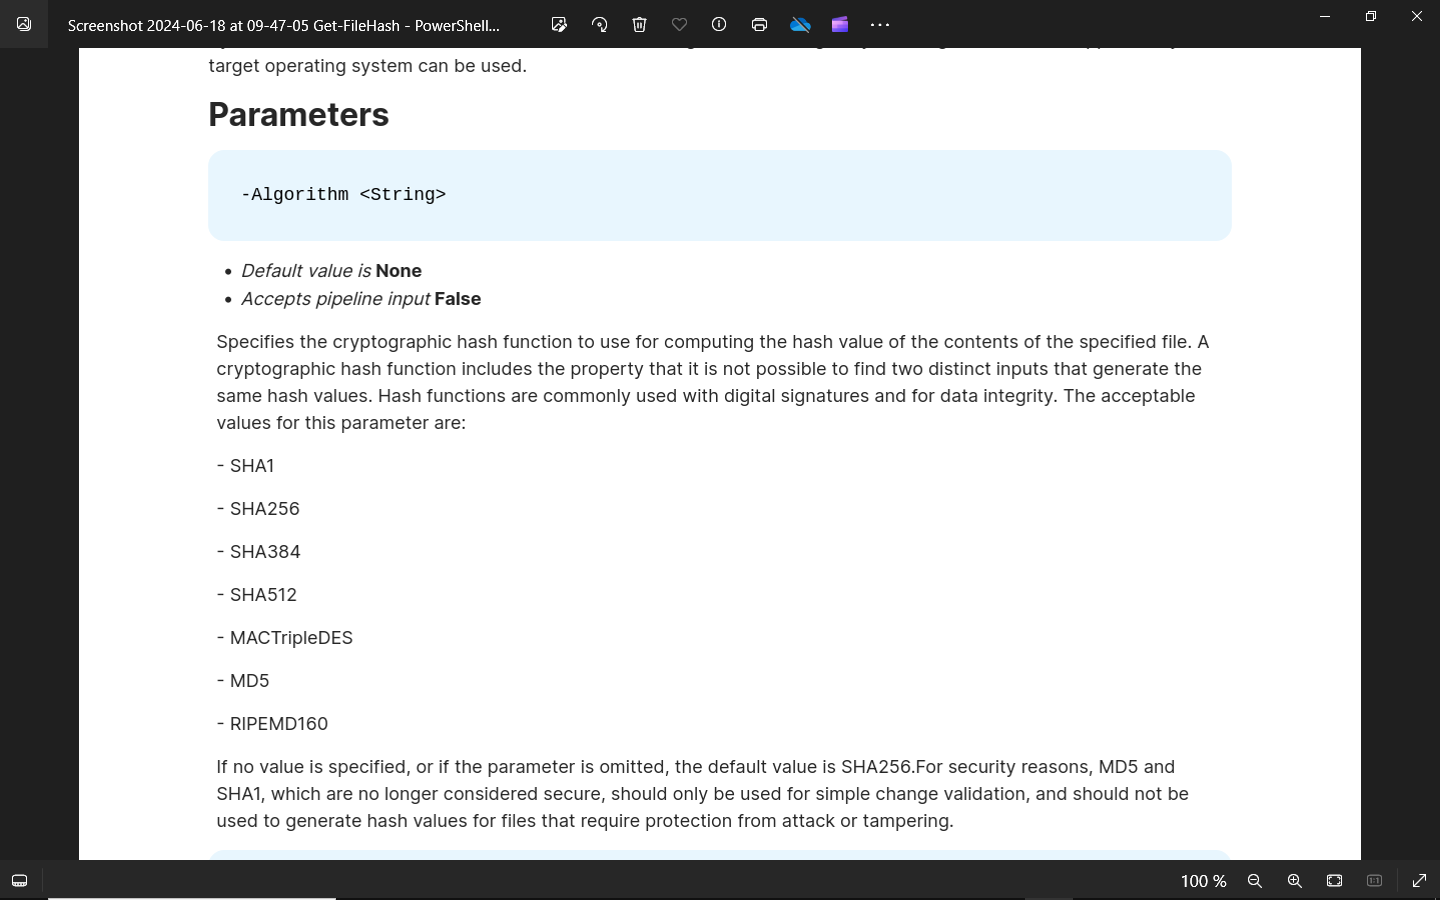 Screenshot 2024-06-18 at 09-47-05 Get-FileHash - PowerShell...
target operating system can be used.
Parameters
-Algorithm <String>
• Default value is None
• Accepts pipeline input False
Specifies the cryptographic hash function to use for computing the hash value of the contents of the specified file. A
cryptographic hash function includes the property that it is not possible to find two distinct inputs that generate the
same hash values. Hash functions are commonly used with digital signatures and for data integrity. The acceptable
values for this parameter are:
- SHA1
- SHA256
- SHA384
- SHA512
- MACTripleDES
- MD5
- RIPEMD160
If no value is specified, or if the parameter is omitted, the default value is SHA256.For security reasons, MD5 and
SHA1, which are no longer considered secure, should only be used for simple change validation, and should not be
used to generate hash values for files that require protection from attack or tampering.
100 %